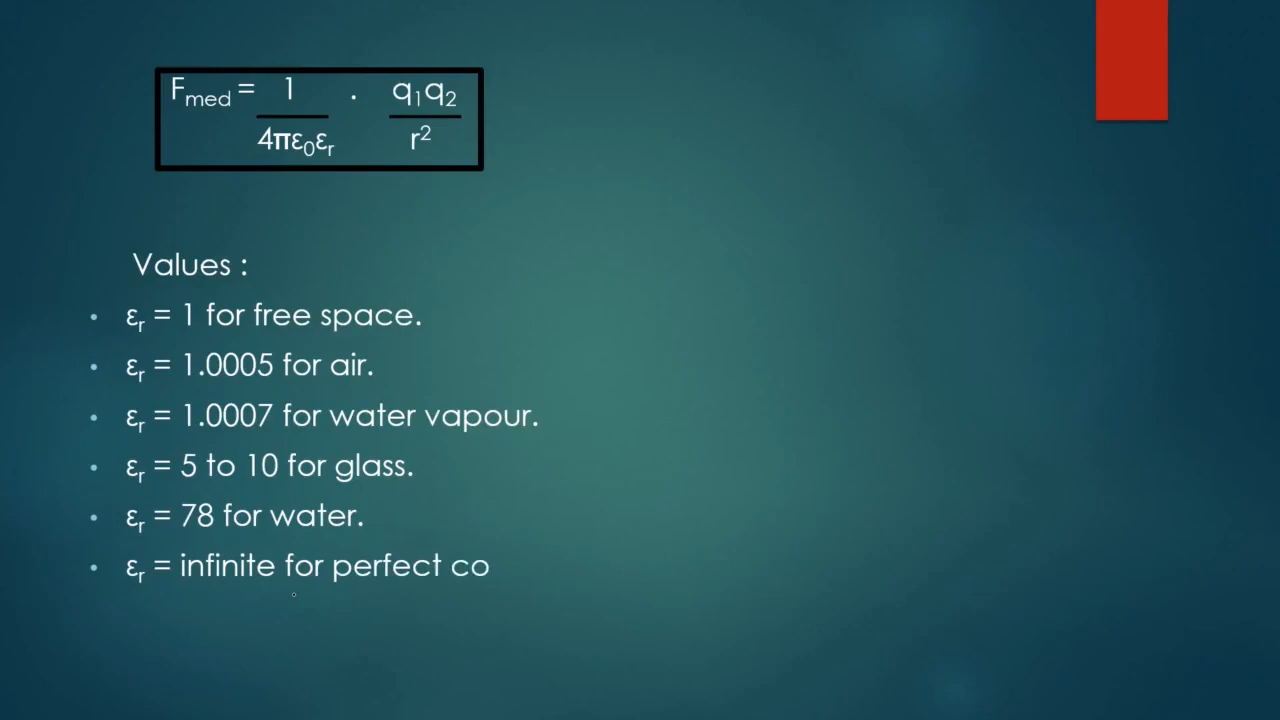 F_med = 1 . q₁q₂
4πε₀εᵣ r²
Values :
• εᵣ = 1 for free space.
• εᵣ = 1.0005 for air.
• εᵣ = 1.0007 for water vapour.
• εᵣ = 5 to 10 for glass.
• εᵣ = 78 for water.
• εᵣ = infinite for perfect co